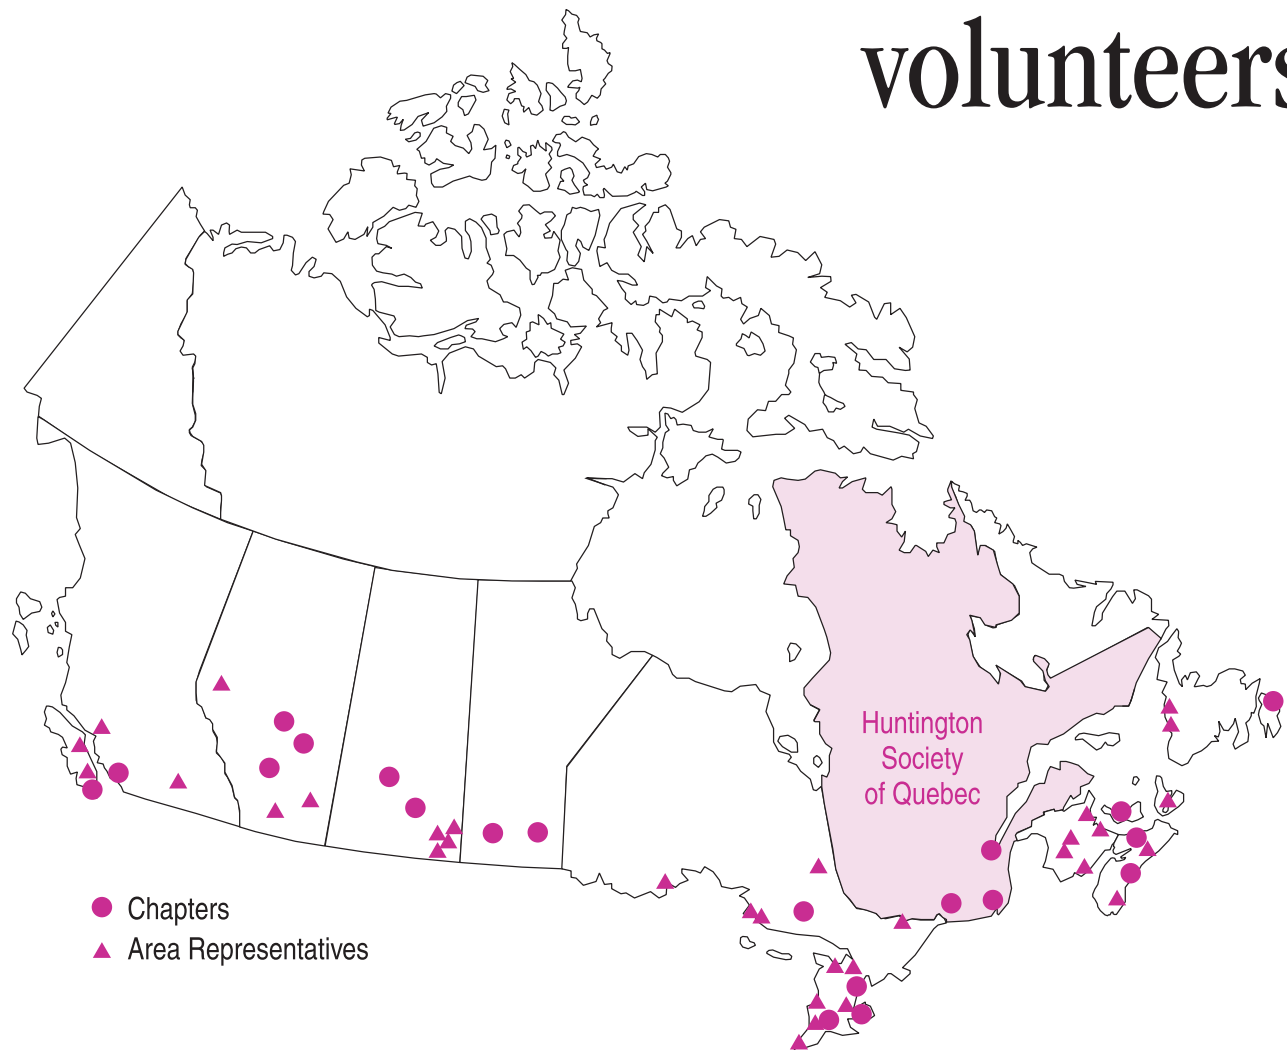 volunteers
Huntington
Society
of Quebec
Chapters
Area Representatives